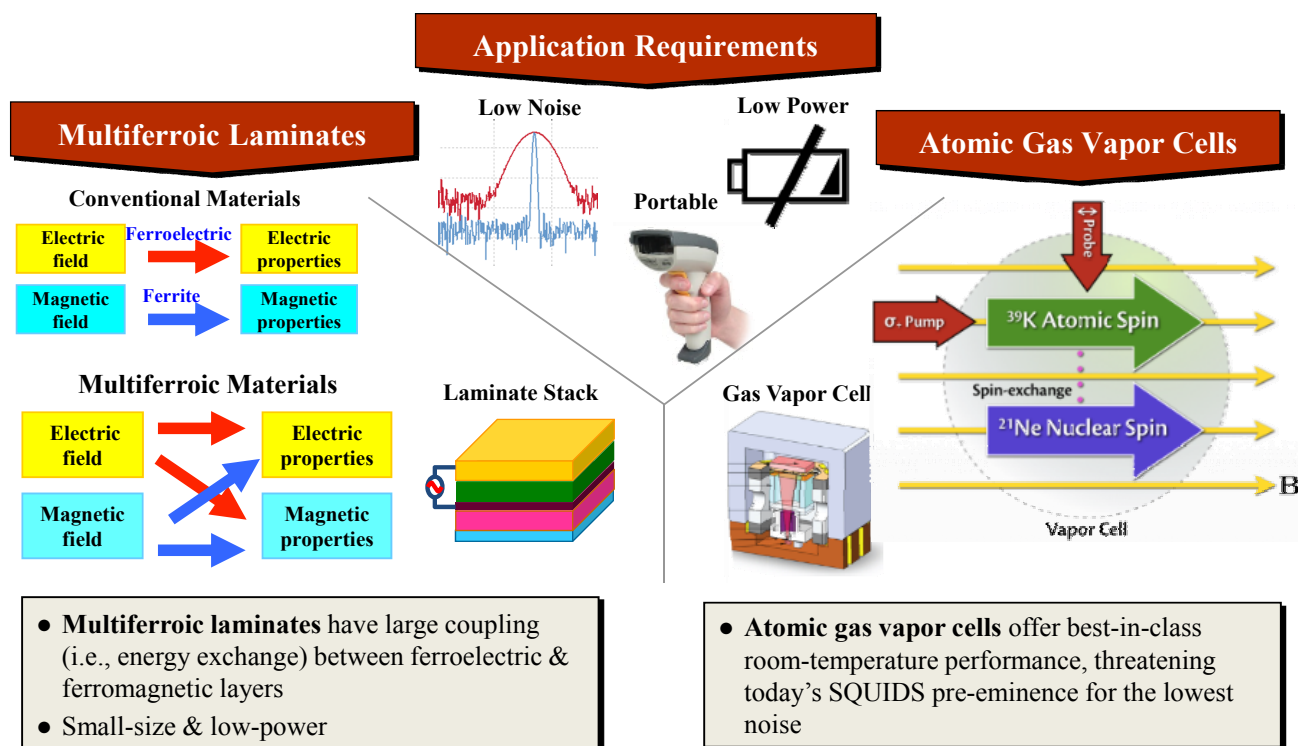 Application Requirements
Multiferroic Laminates
Atomic Gas Vapor Cells
Low Noise
Low Power
Portable
Conventional Materials
Electric
field
Ferroelectric
Electric
properties
Magnetic
field
Ferrite
Magnetic
properties
Multiferroic Materials
Electric
field
Electric
properties
Magnetic
field
Magnetic
properties
Laminate Stack
Gas Vapor Cell
Probe
σ- Pump
³⁹K Atomic Spin
Spin-exchange
²¹Ne Nuclear Spin
B
Vapor Cell
● Multiferroic laminates have large coupling
(i.e., energy exchange) between ferroelectric &
ferromagnetic layers
● Small-size & low-power
● Atomic gas vapor cells offer best-in-class
room-temperature performance, threatening
today's SQUIDS pre-eminence for the lowest
noise